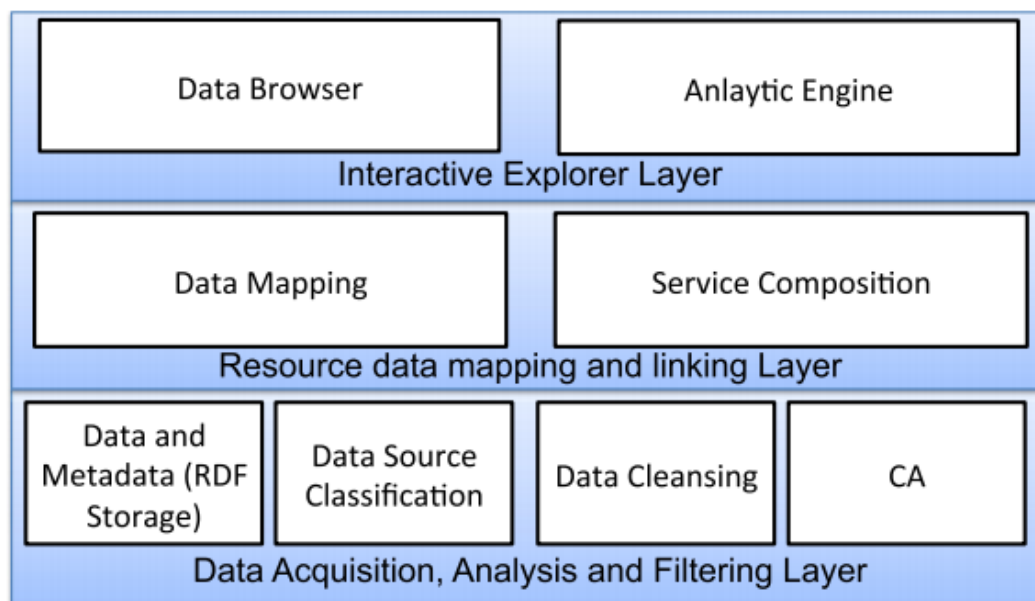 Data Browser
Anlaytic Engine
Interactive Explorer Layer
Data Mapping
Service Composition
Resource data mapping and linking Layer
Data and
Metadata (RDF
Storage)
Data Source
Classification
Data Cleansing
CA
Data Acquisition, Analysis and Filtering Layer